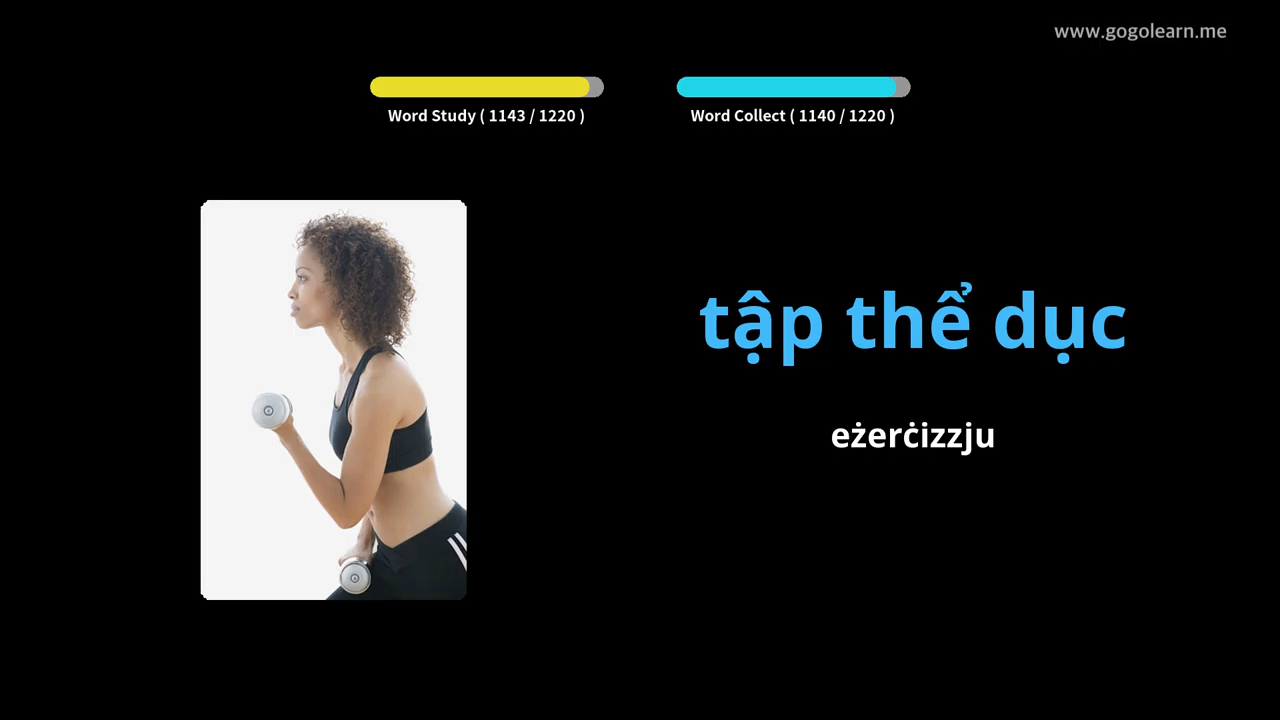 www.gogolearn.me
Word Study ( 1143 / 1220 )
Word Collect ( 1140 / 1220 )
tập thể dục
eżerċizzju